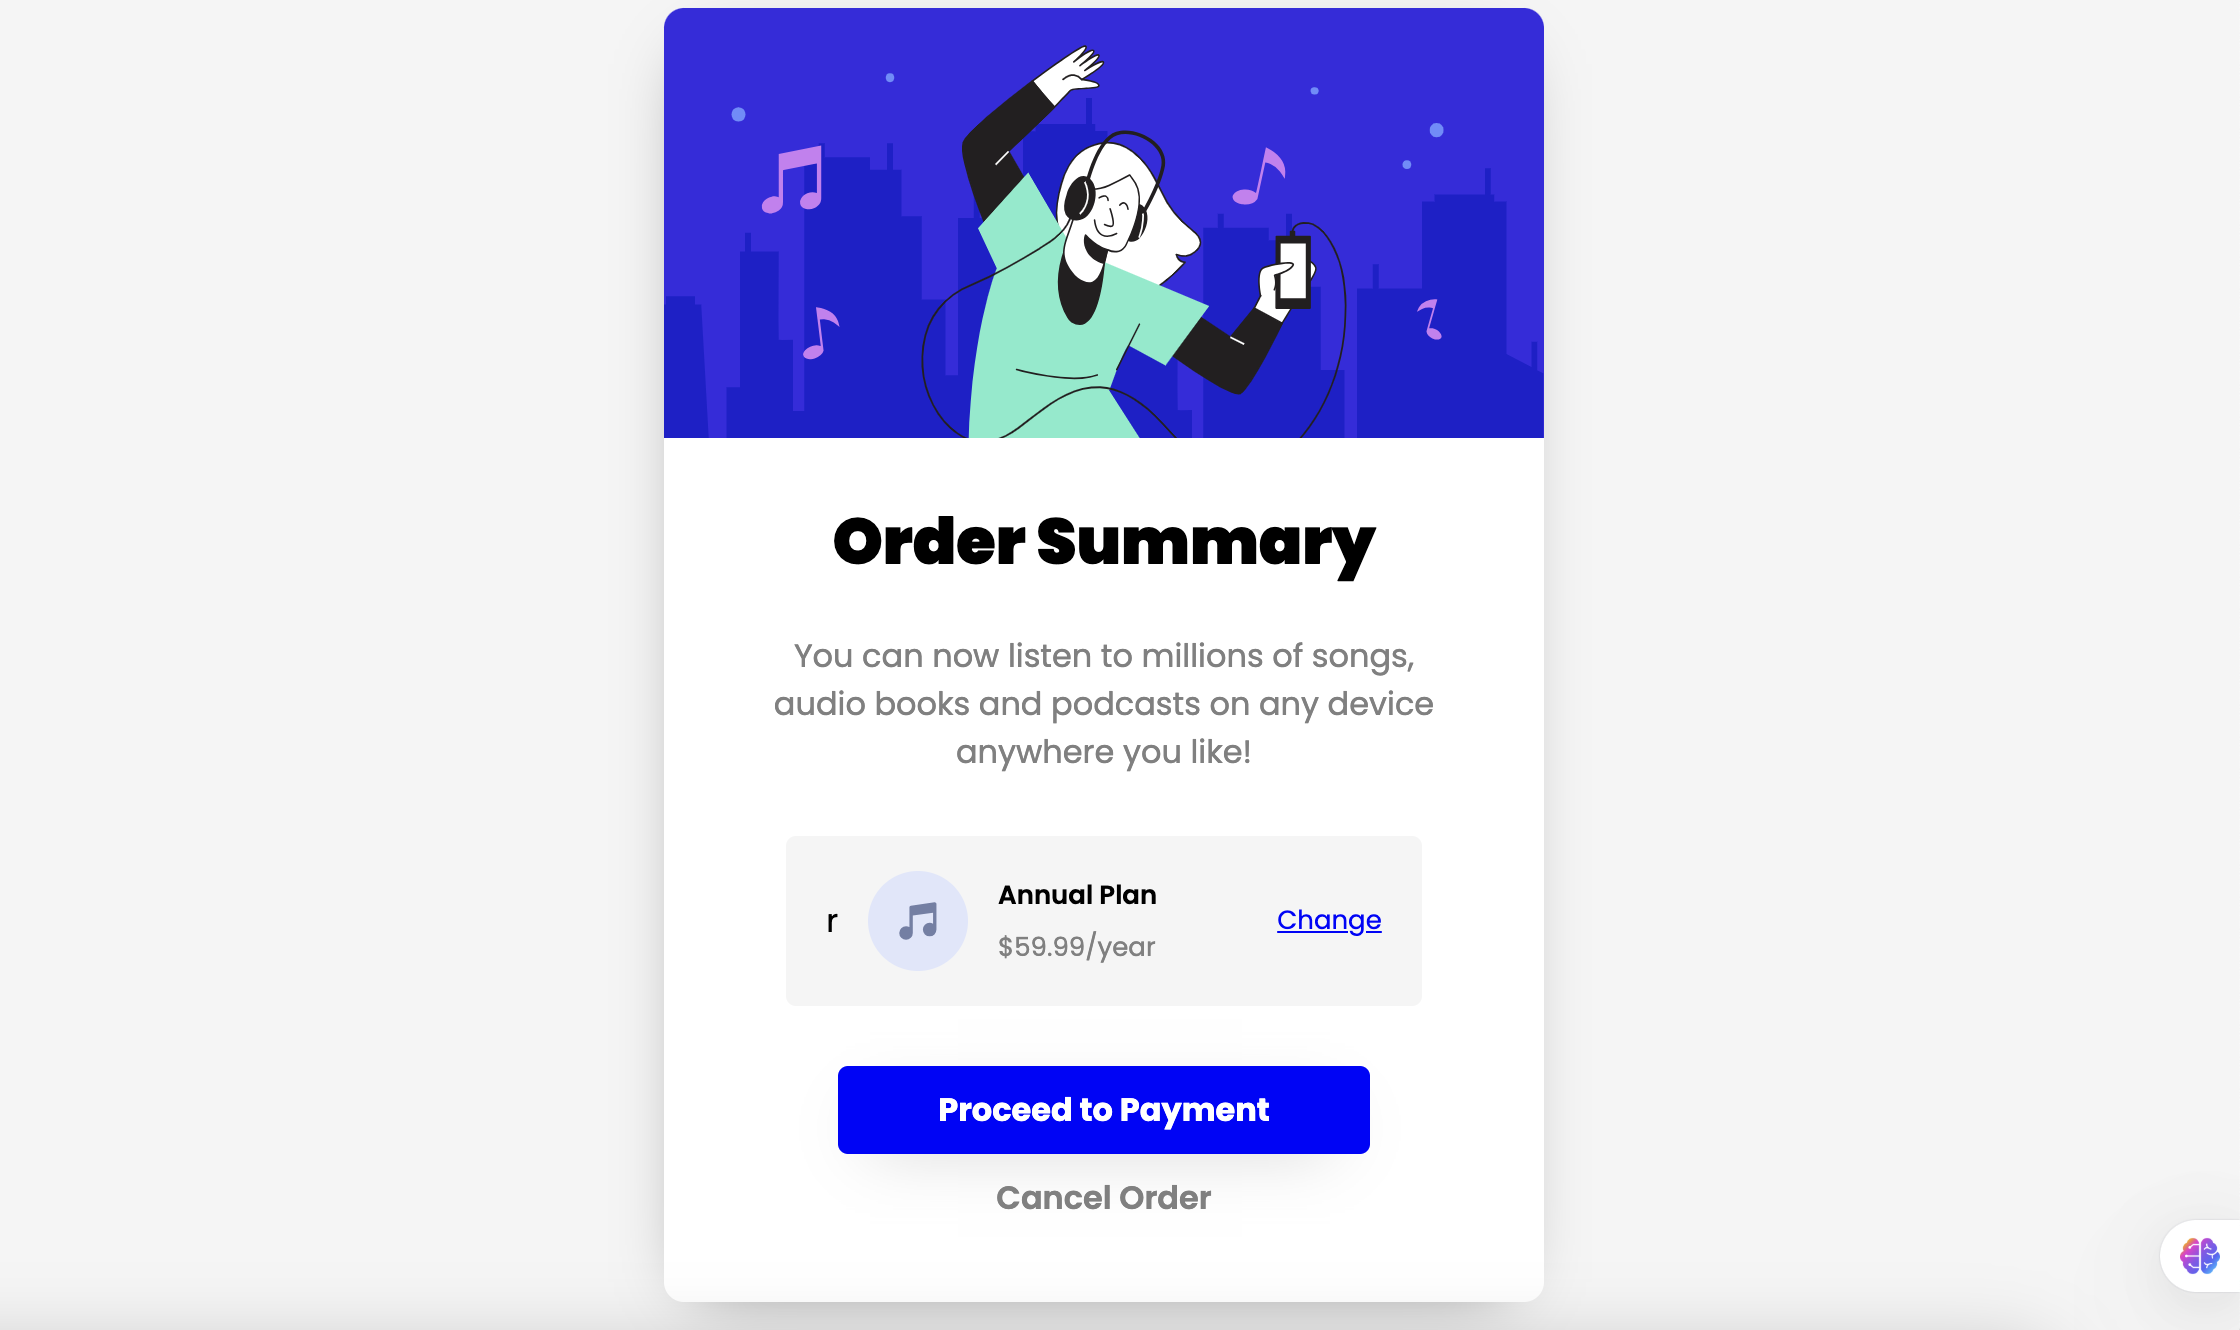 Order Summary
You can now listen to millions of songs,
audio books and podcasts on any device
anywhere you like!
r
Annual Plan
$59.99/year
Change
Proceed to Payment
Cancel Order